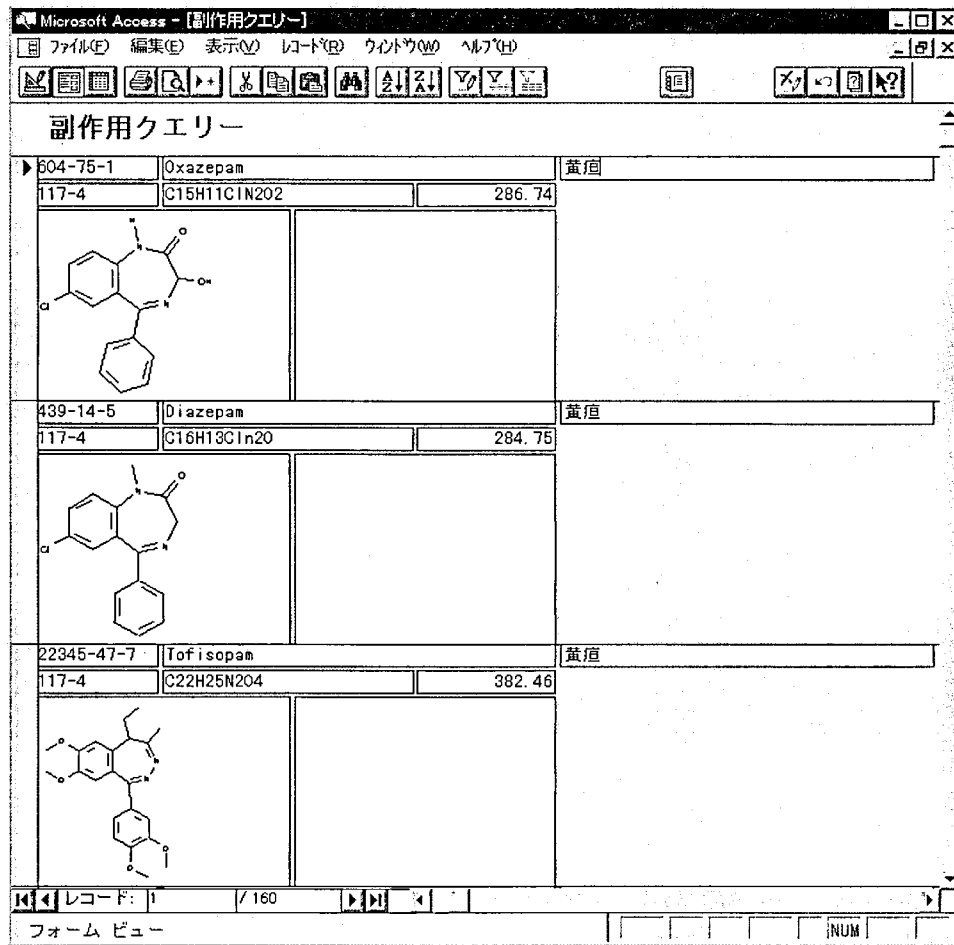 Microsoft Access - [副作用クエリー]
ファイル(F) 編集(E) 表示(V) レコード(R) ウィンドウ(W) ヘルプ(H)
副作用クエリー
604-75-1 Oxazepam 黄疸
117-4 C15H11ClN2O2 286.74
H
N
O
OH
Cl
N
439-14-5 Diazepam 黄疸
117-4 C16H13Cln2O 284.75
N
O
Cl
N
22345-47-7 Tofisopam 黄疸
117-4 C22H25N2O4 382.46
O
N
O
N
O
O
レコード: 1 / 160
フォーム ビュー NUM